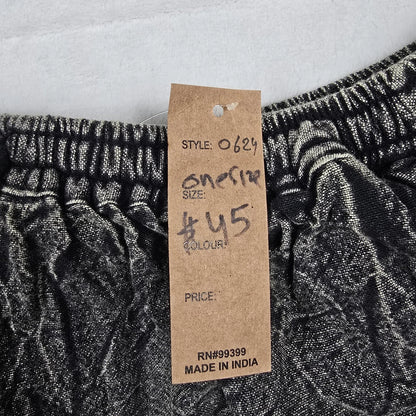 STYLE: 0624
onesize
SIZE:
#45
COLOUR:
PRICE:
RN#99399
MADE IN INDIA